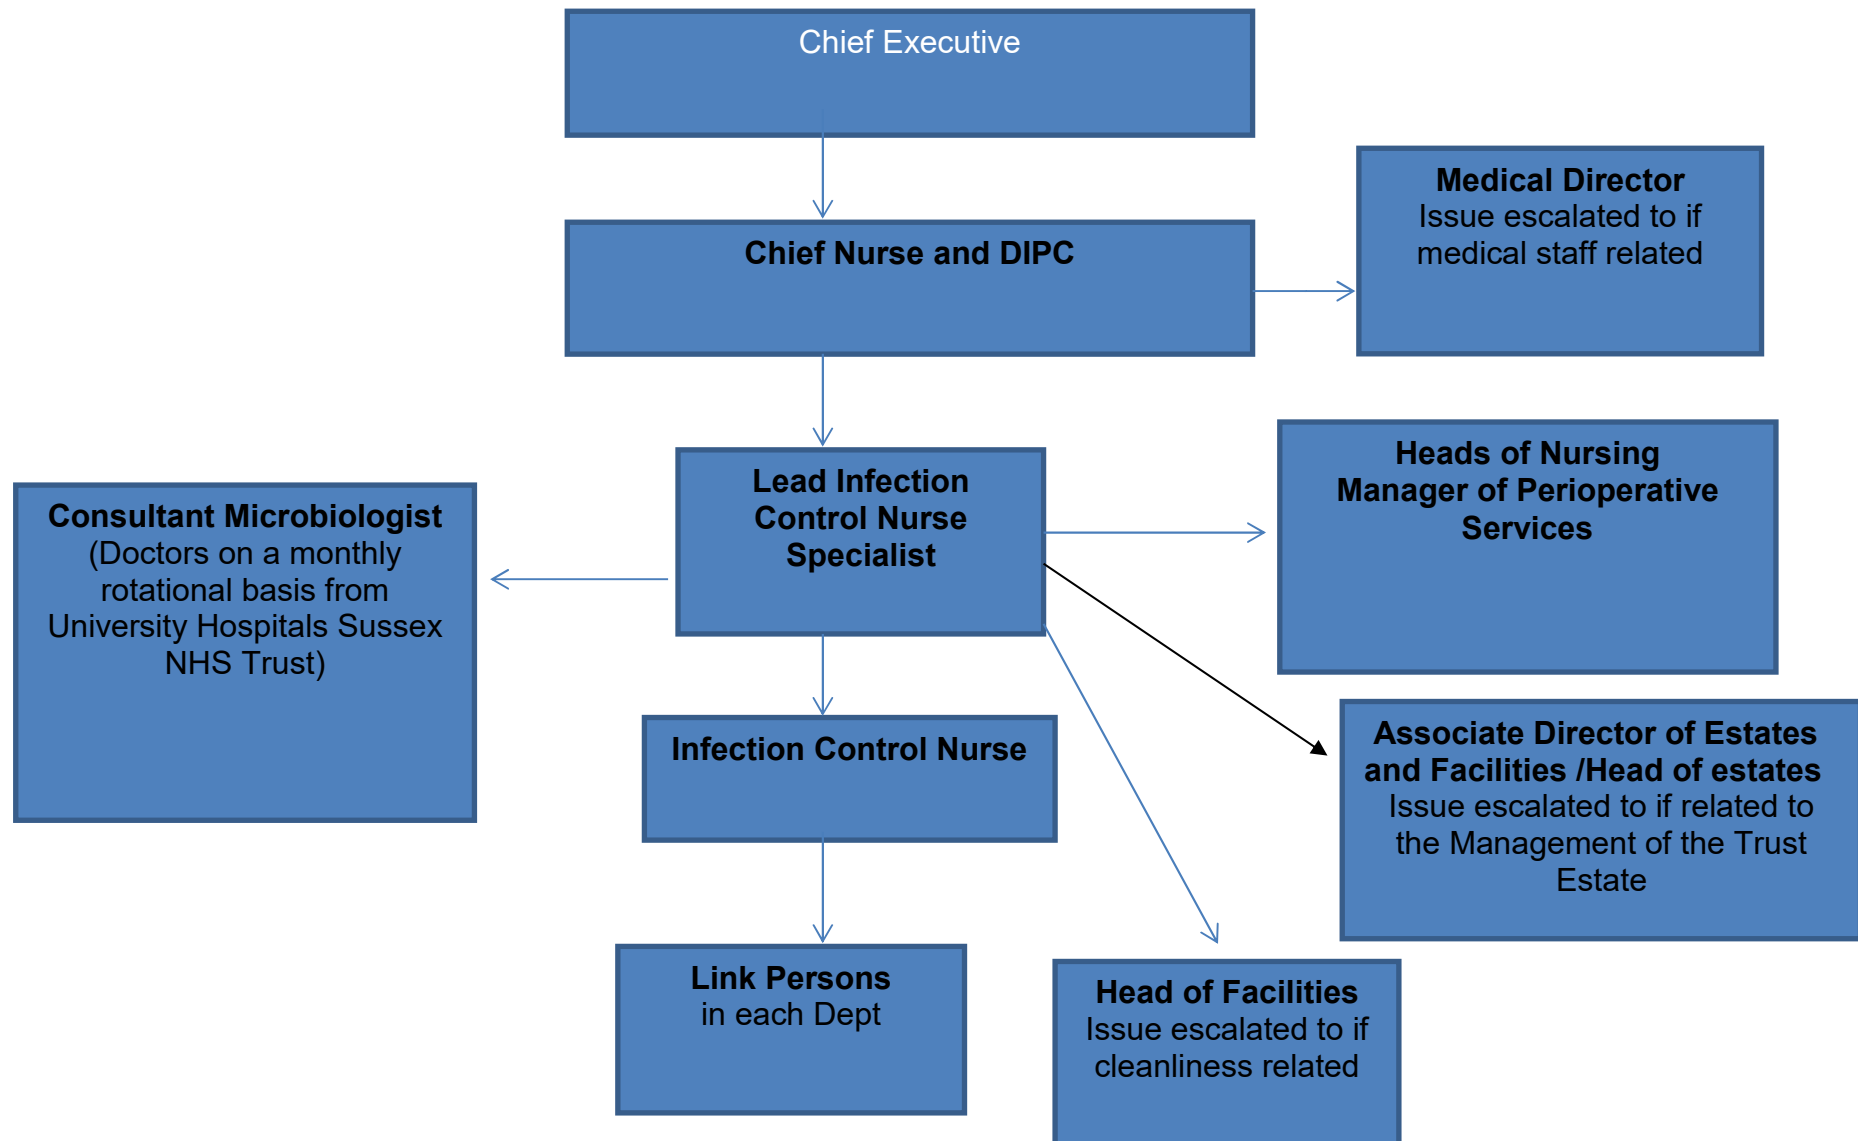 Chief Executive
Medical Director
Issue escalated to if
medical staff related
Chief Nurse and DIPC
Heads of Nursing
Manager of Perioperative
Services
Lead Infection
Control Nurse
Specialist
Consultant Microbiologist
(Doctors on a monthly
rotational basis from
University Hospitals Sussex
NHS Trust)
Associate Director of Estates
and Facilities /Head of estates
Issue escalated to if related to
the Management of the Trust
Estate
Infection Control Nurse
Link Persons
in each Dept
Head of Facilities
Issue escalated to if
cleanliness related